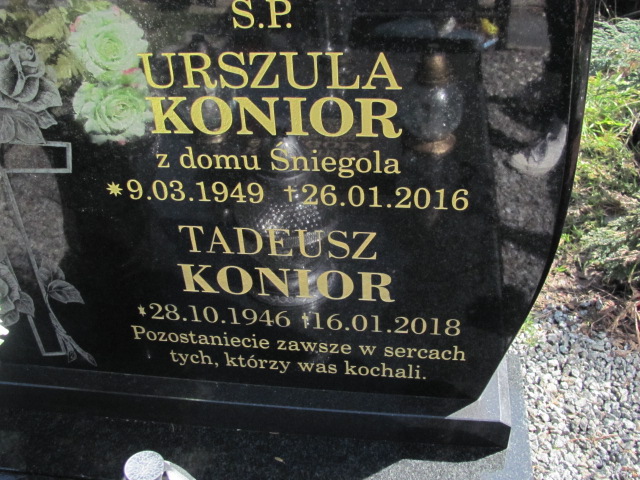 Ś.P.
URSZULA
KONIOR
z domu Śniegola
*9.03.1949 †26.01.2016
TADEUSZ
KONIOR
*28.10.1946 †16.01.2018
Pozostaniecie zawsze w sercach
tych, którzy was kochali.